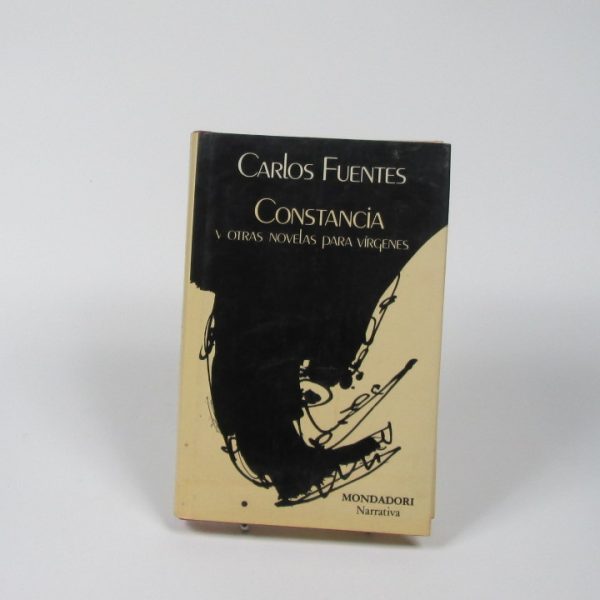 Carlos Fuentes
Constancia
y otras novelas para vírgenes
MONDADORI
Narrativa